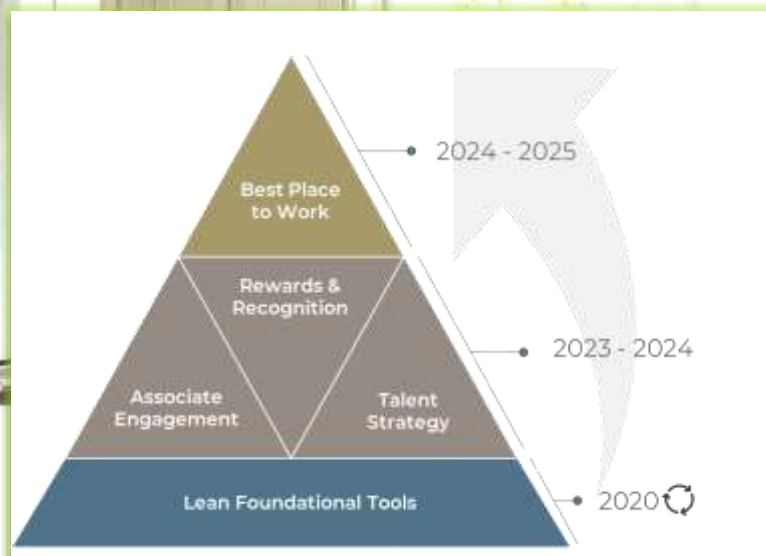 2024 - 2025
Best Place
to Work
Rewards &
Recognition
2023 - 2024
Associate
Engagement
Talent
Strategy
Lean Foundational Tools
2020